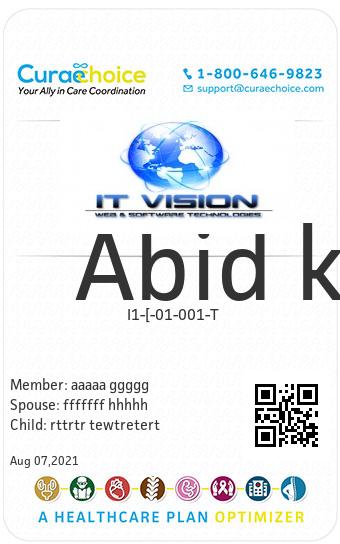 Curaechoice
Your Ally in Care Coordination
1-800-646-9823
support@curaechoice.com
IT VISION
WEB & SOFTWARE TECHNOLOGIES
Abid k
I1-[-01-001-T
Member: aaaaa ggggg
Spouse: fffffff hhhhh
Child: rttrtr tewtretert
Aug 07,2021
A HEALTHCARE PLAN OPTIMIZER